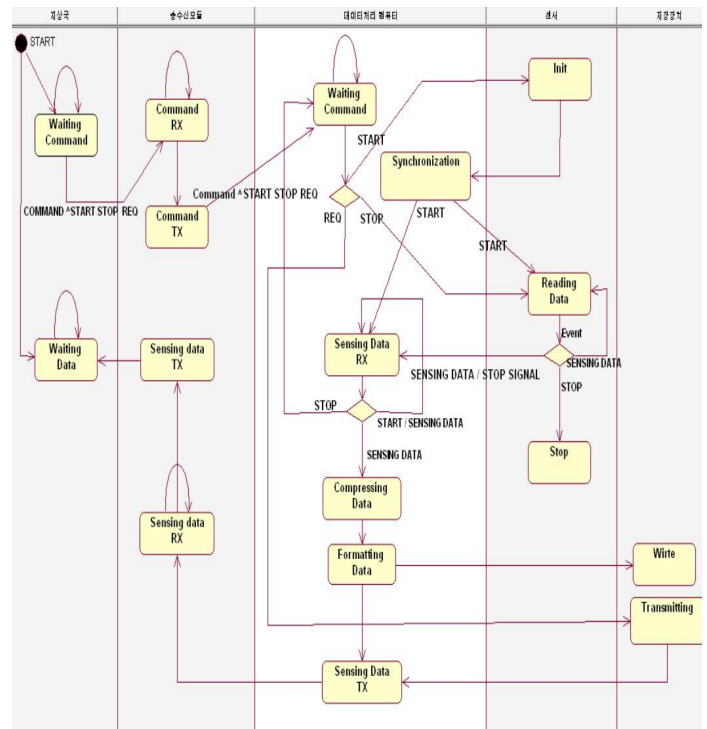 지상국
송수신모듈
데이터처리 컴퓨터
센서
저장장치
START
Waiting
Command
Command
RX
Waiting
Command
Init
START
Synchronization
Command ^START STOP REQ
COMMAND ^START STOP REQ
Command
TX
REQ
STOP
START
START
Reading
Data
Event
Waiting
Data
Sensing data
TX
Sensing Data
RX
SENSING DATA / STOP SIGNAL
SENSING DATA
STOP
STOP
START / SENSING DATA
SENSING DATA
Stop
Compressing
Data
Sensing data
RX
Formatting
Data
Wirte
Transmitting
Sensing Data
TX